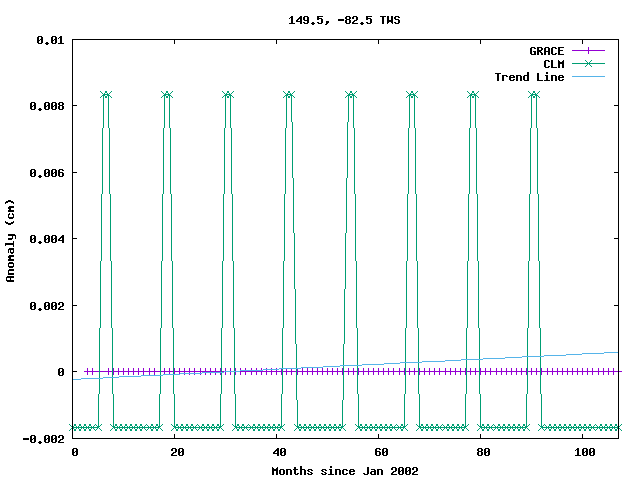 149.5, -82.5 TWS
GRACE
CLM
Trend Line
0.01
0.008
0.006
0.004
0.002
0
-0.002
Anomaly (cm)
0 20 40 60 80 100
Months since Jan 2002